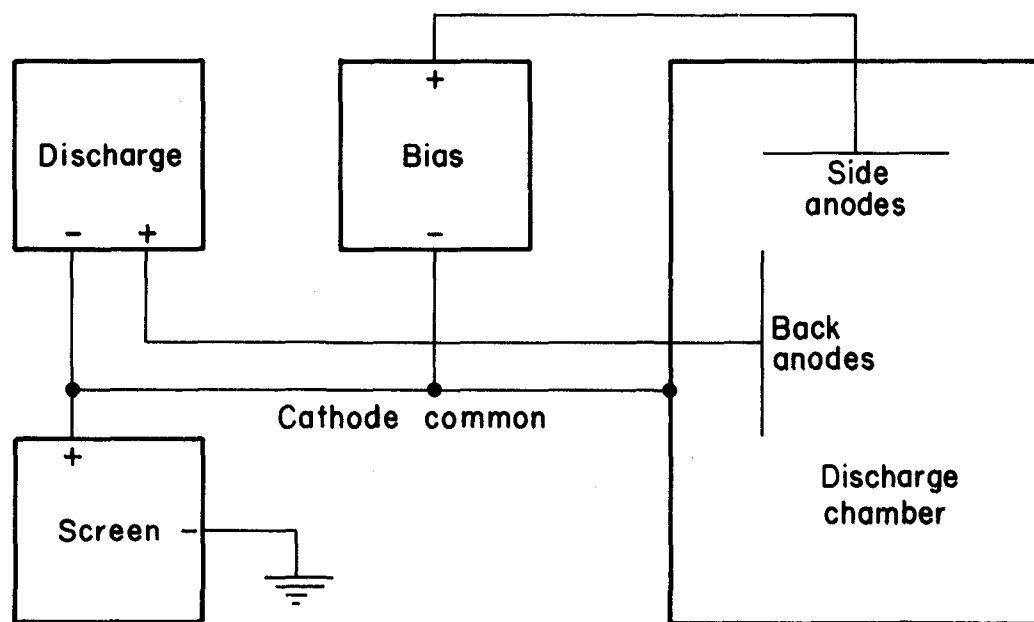 Discharge
- +
+
Bias
-
Side
anodes
Back
anodes
Cathode common
+
Screen -
Discharge
chamber